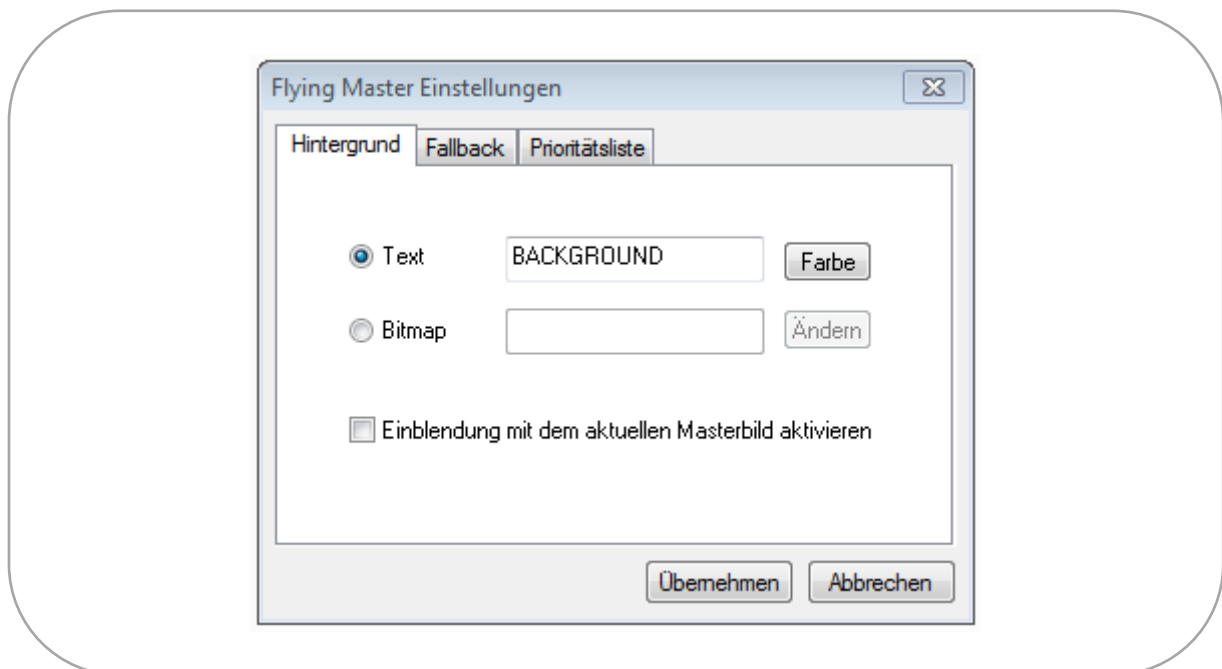 Flying Master Einstellungen
Hintergrund Fallback Prioritätsliste
Text BACKGROUND Farbe
Bitmap Ändern
Einblendung mit dem aktuellen Masterbild aktivieren
Übernehmen Abbrechen